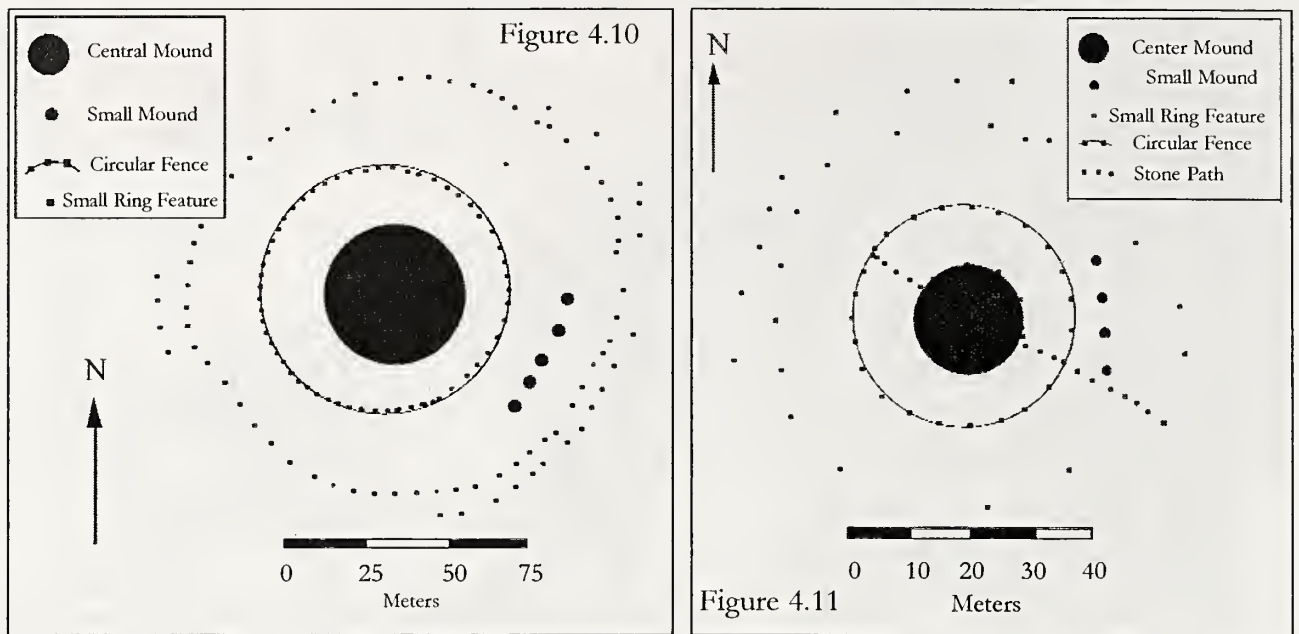 Figure 4.10
Central Mound
Small Mound
Circular Fence
Small Ring Feature
N
0 25 50 75
Meters
N
Center Mound
Small Mound
Small Ring Feature
Circular Fence
Stone Path
0 10 20 30 40
Figure 4.11 Meters